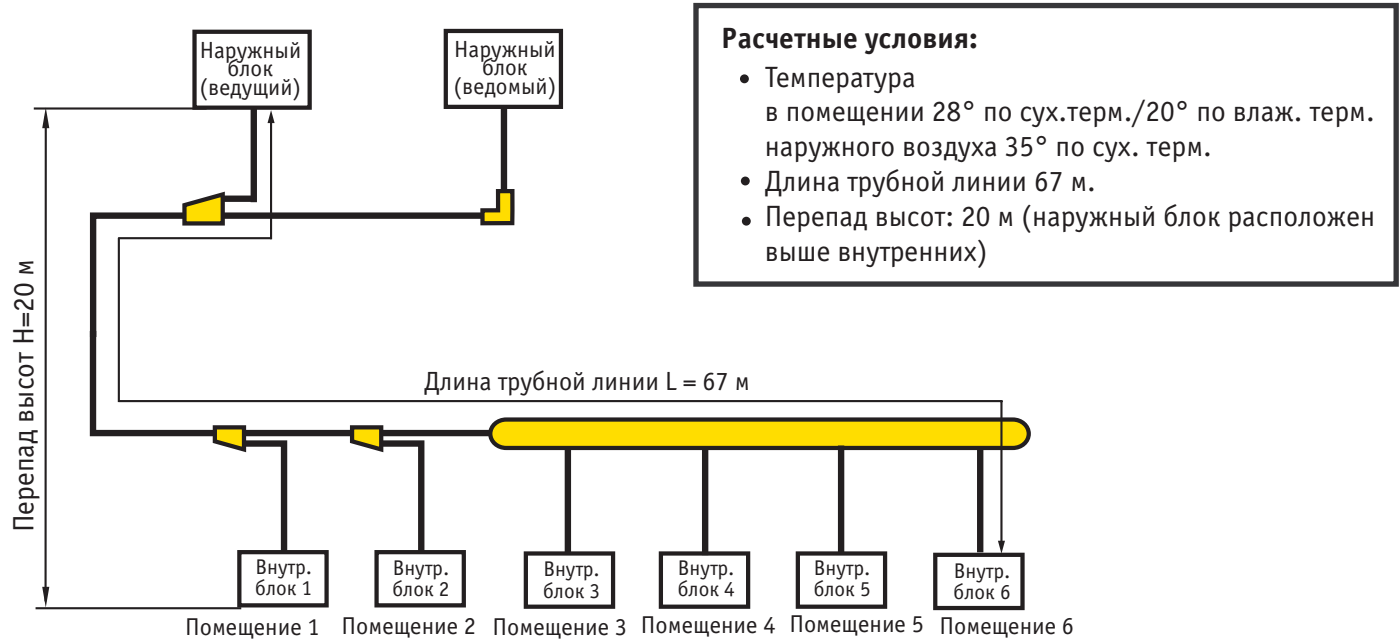 Наружный
блок
(ведущий)
Наружный
блок
(ведомый)
Расчетные условия:
• Температура
в помещении 28° по сух.терм./20° по влаж. терм.
наружного воздуха 35° по сух. терм.
• Длина трубной линии 67 м.
• Перепад высот: 20 м (наружный блок расположен
выше внутренних)
Перепад высот H=20 м
Длина трубной линии L = 67 м
Внутр.
блок 1
Внутр.
блок 2
Внутр.
блок 3
Внутр.
блок 4
Внутр.
блок 5
Внутр.
блок 6
Помещение 1
Помещение 2
Помещение 3
Помещение 4
Помещение 5
Помещение 6